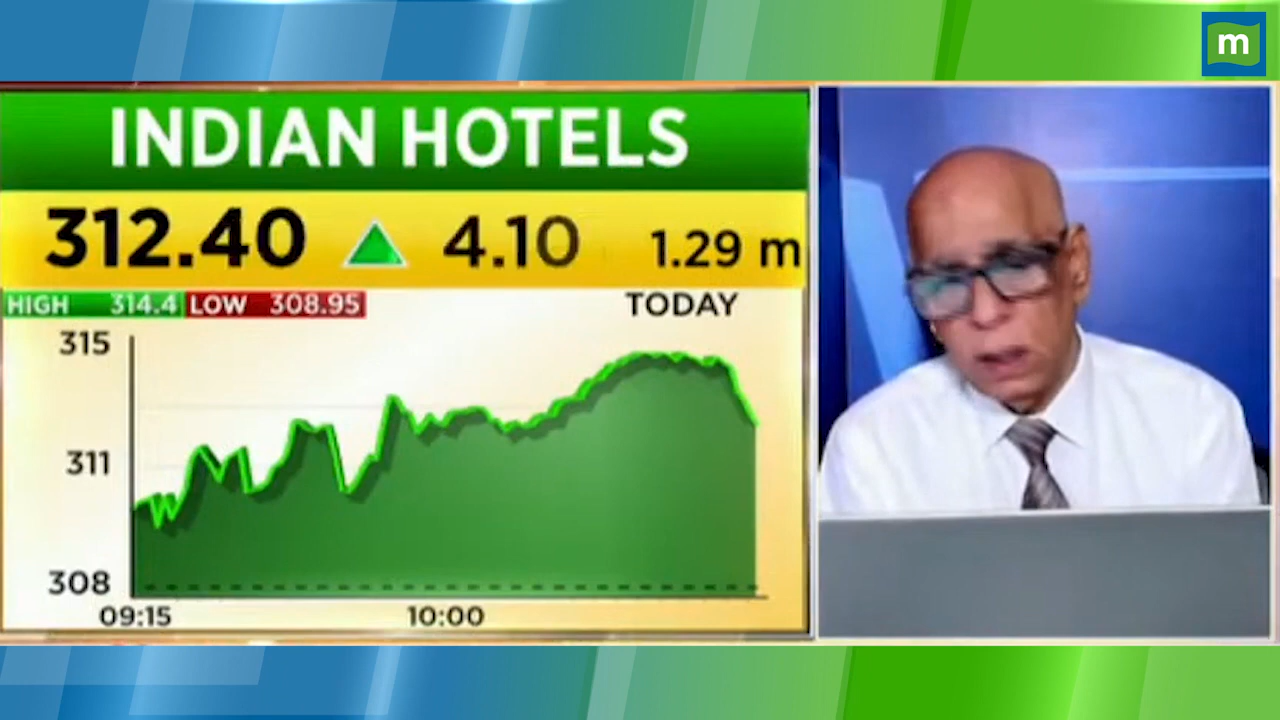 m
INDIAN HOTELS
312.40 ▲ 4.10 1.29 m
HIGH 314.4 LOW 308.95 TODAY
315
311
308
09:15 10:00